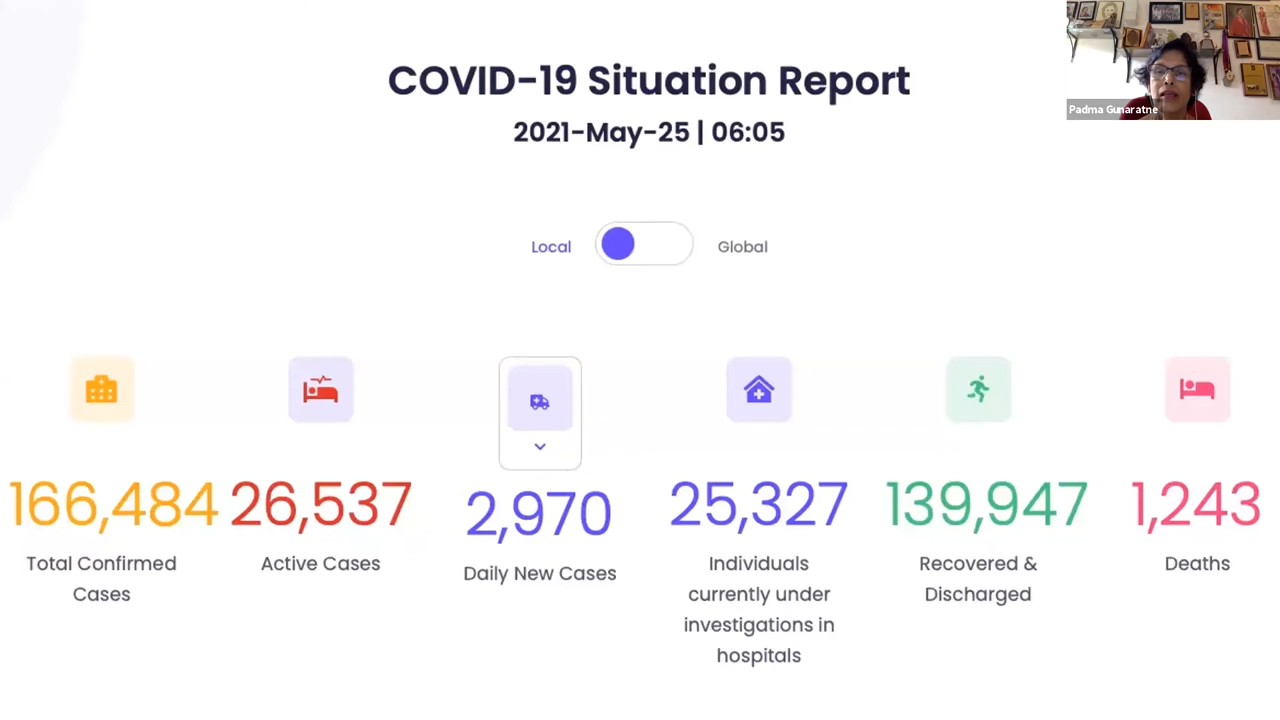 COVID-19 Situation Report
2021-May-25 | 06:05
Padma Gunaratne
Local
Global
166,484
Total Confirmed
Cases
26,537
Active Cases
2,970
Daily New Cases
25,327
Individuals
currently under
investigations in
hospitals
139,947
Recovered &
Discharged
1,243
Deaths